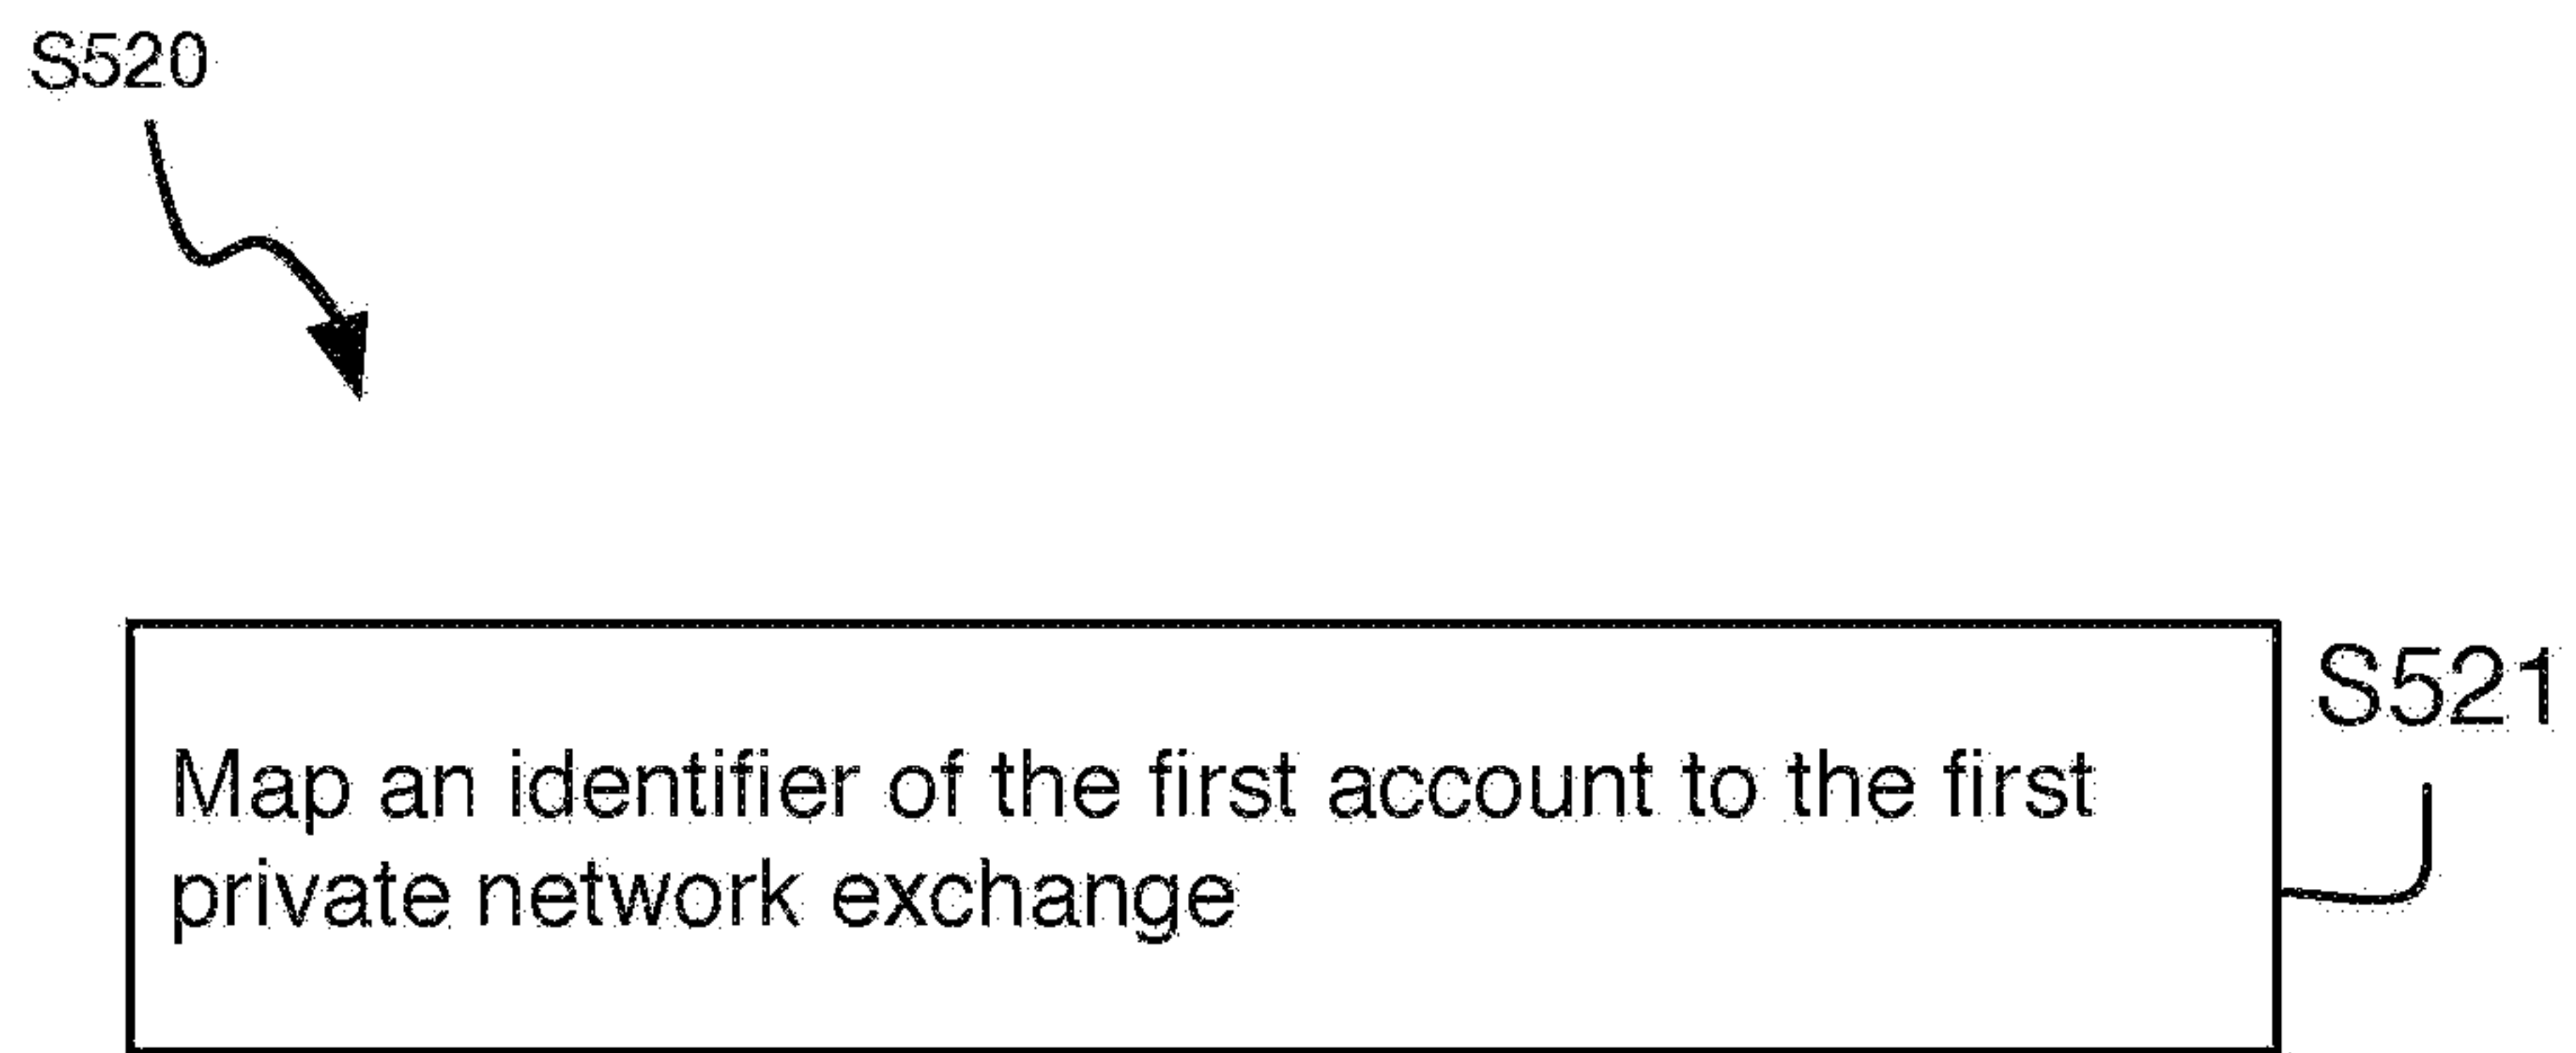 S520
S521
Map an identifier of the first account to the first
private network exchange